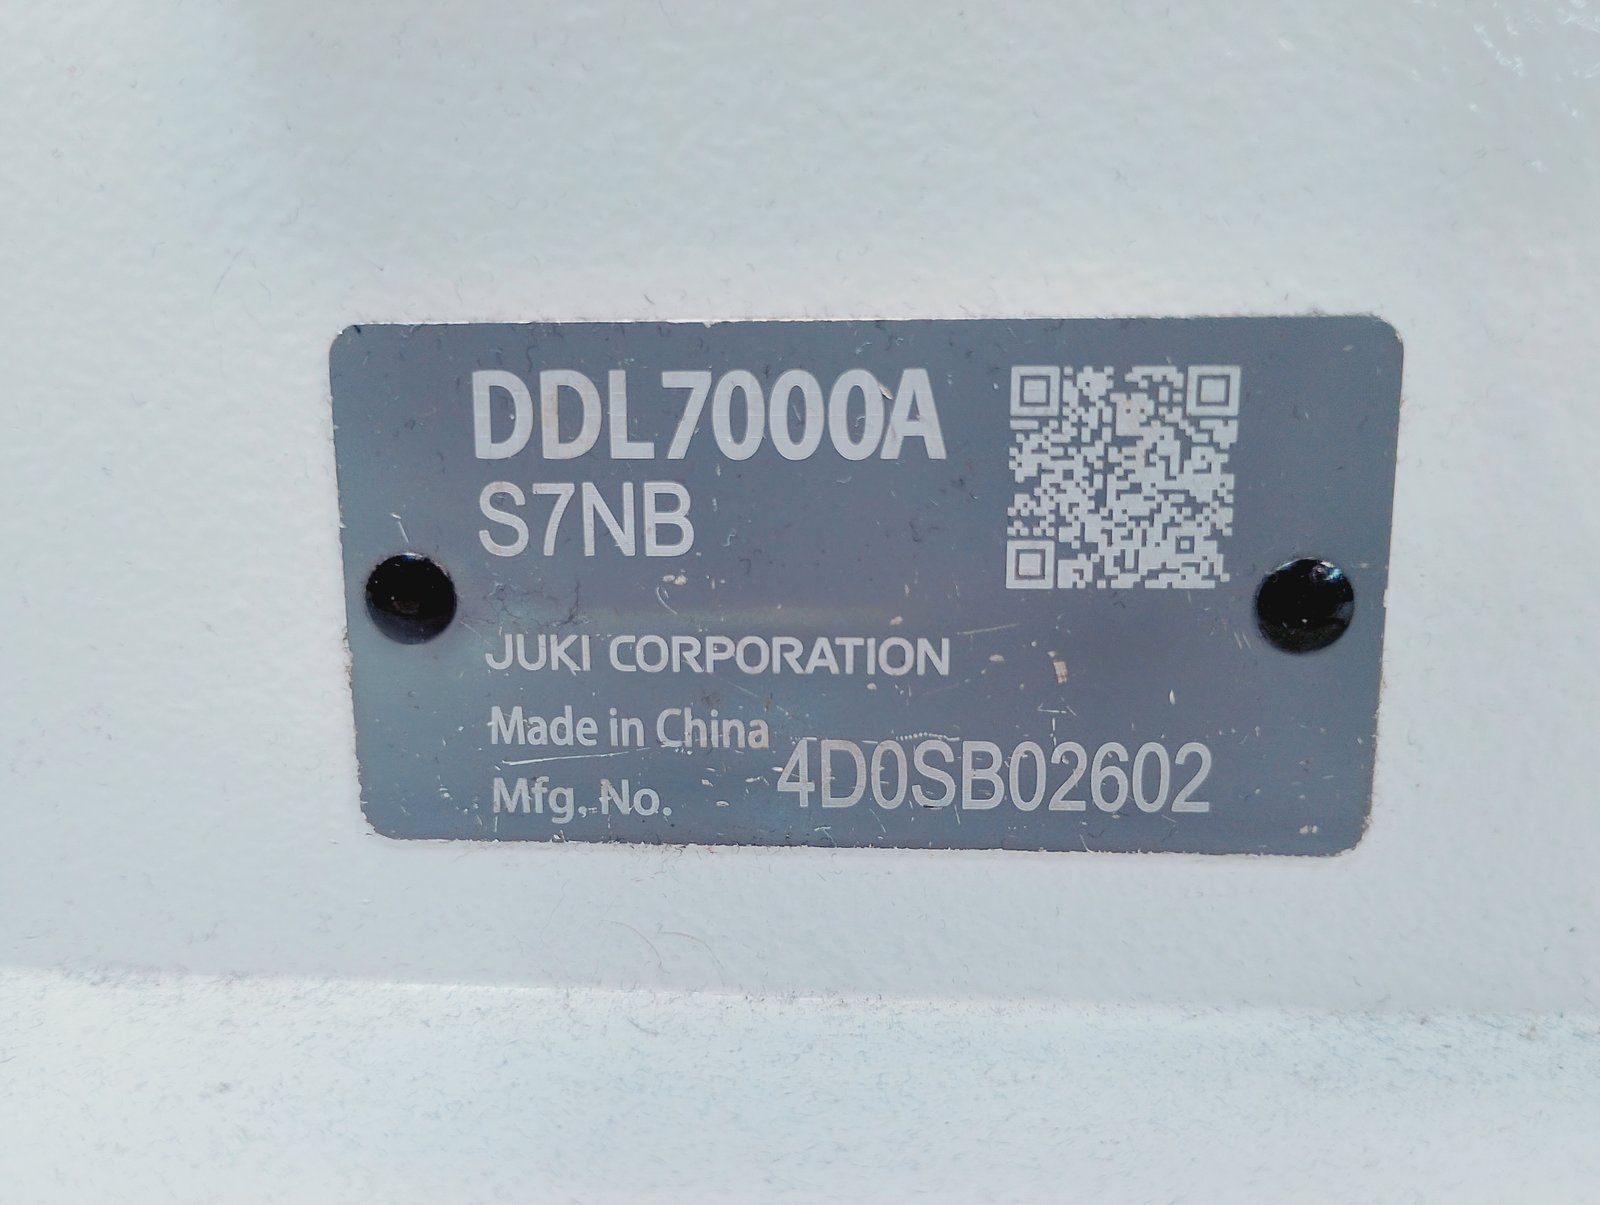 DDL7000A
S7NB
JUKI CORPORATION
Made in China
Mfg. No. 4D0SB02602